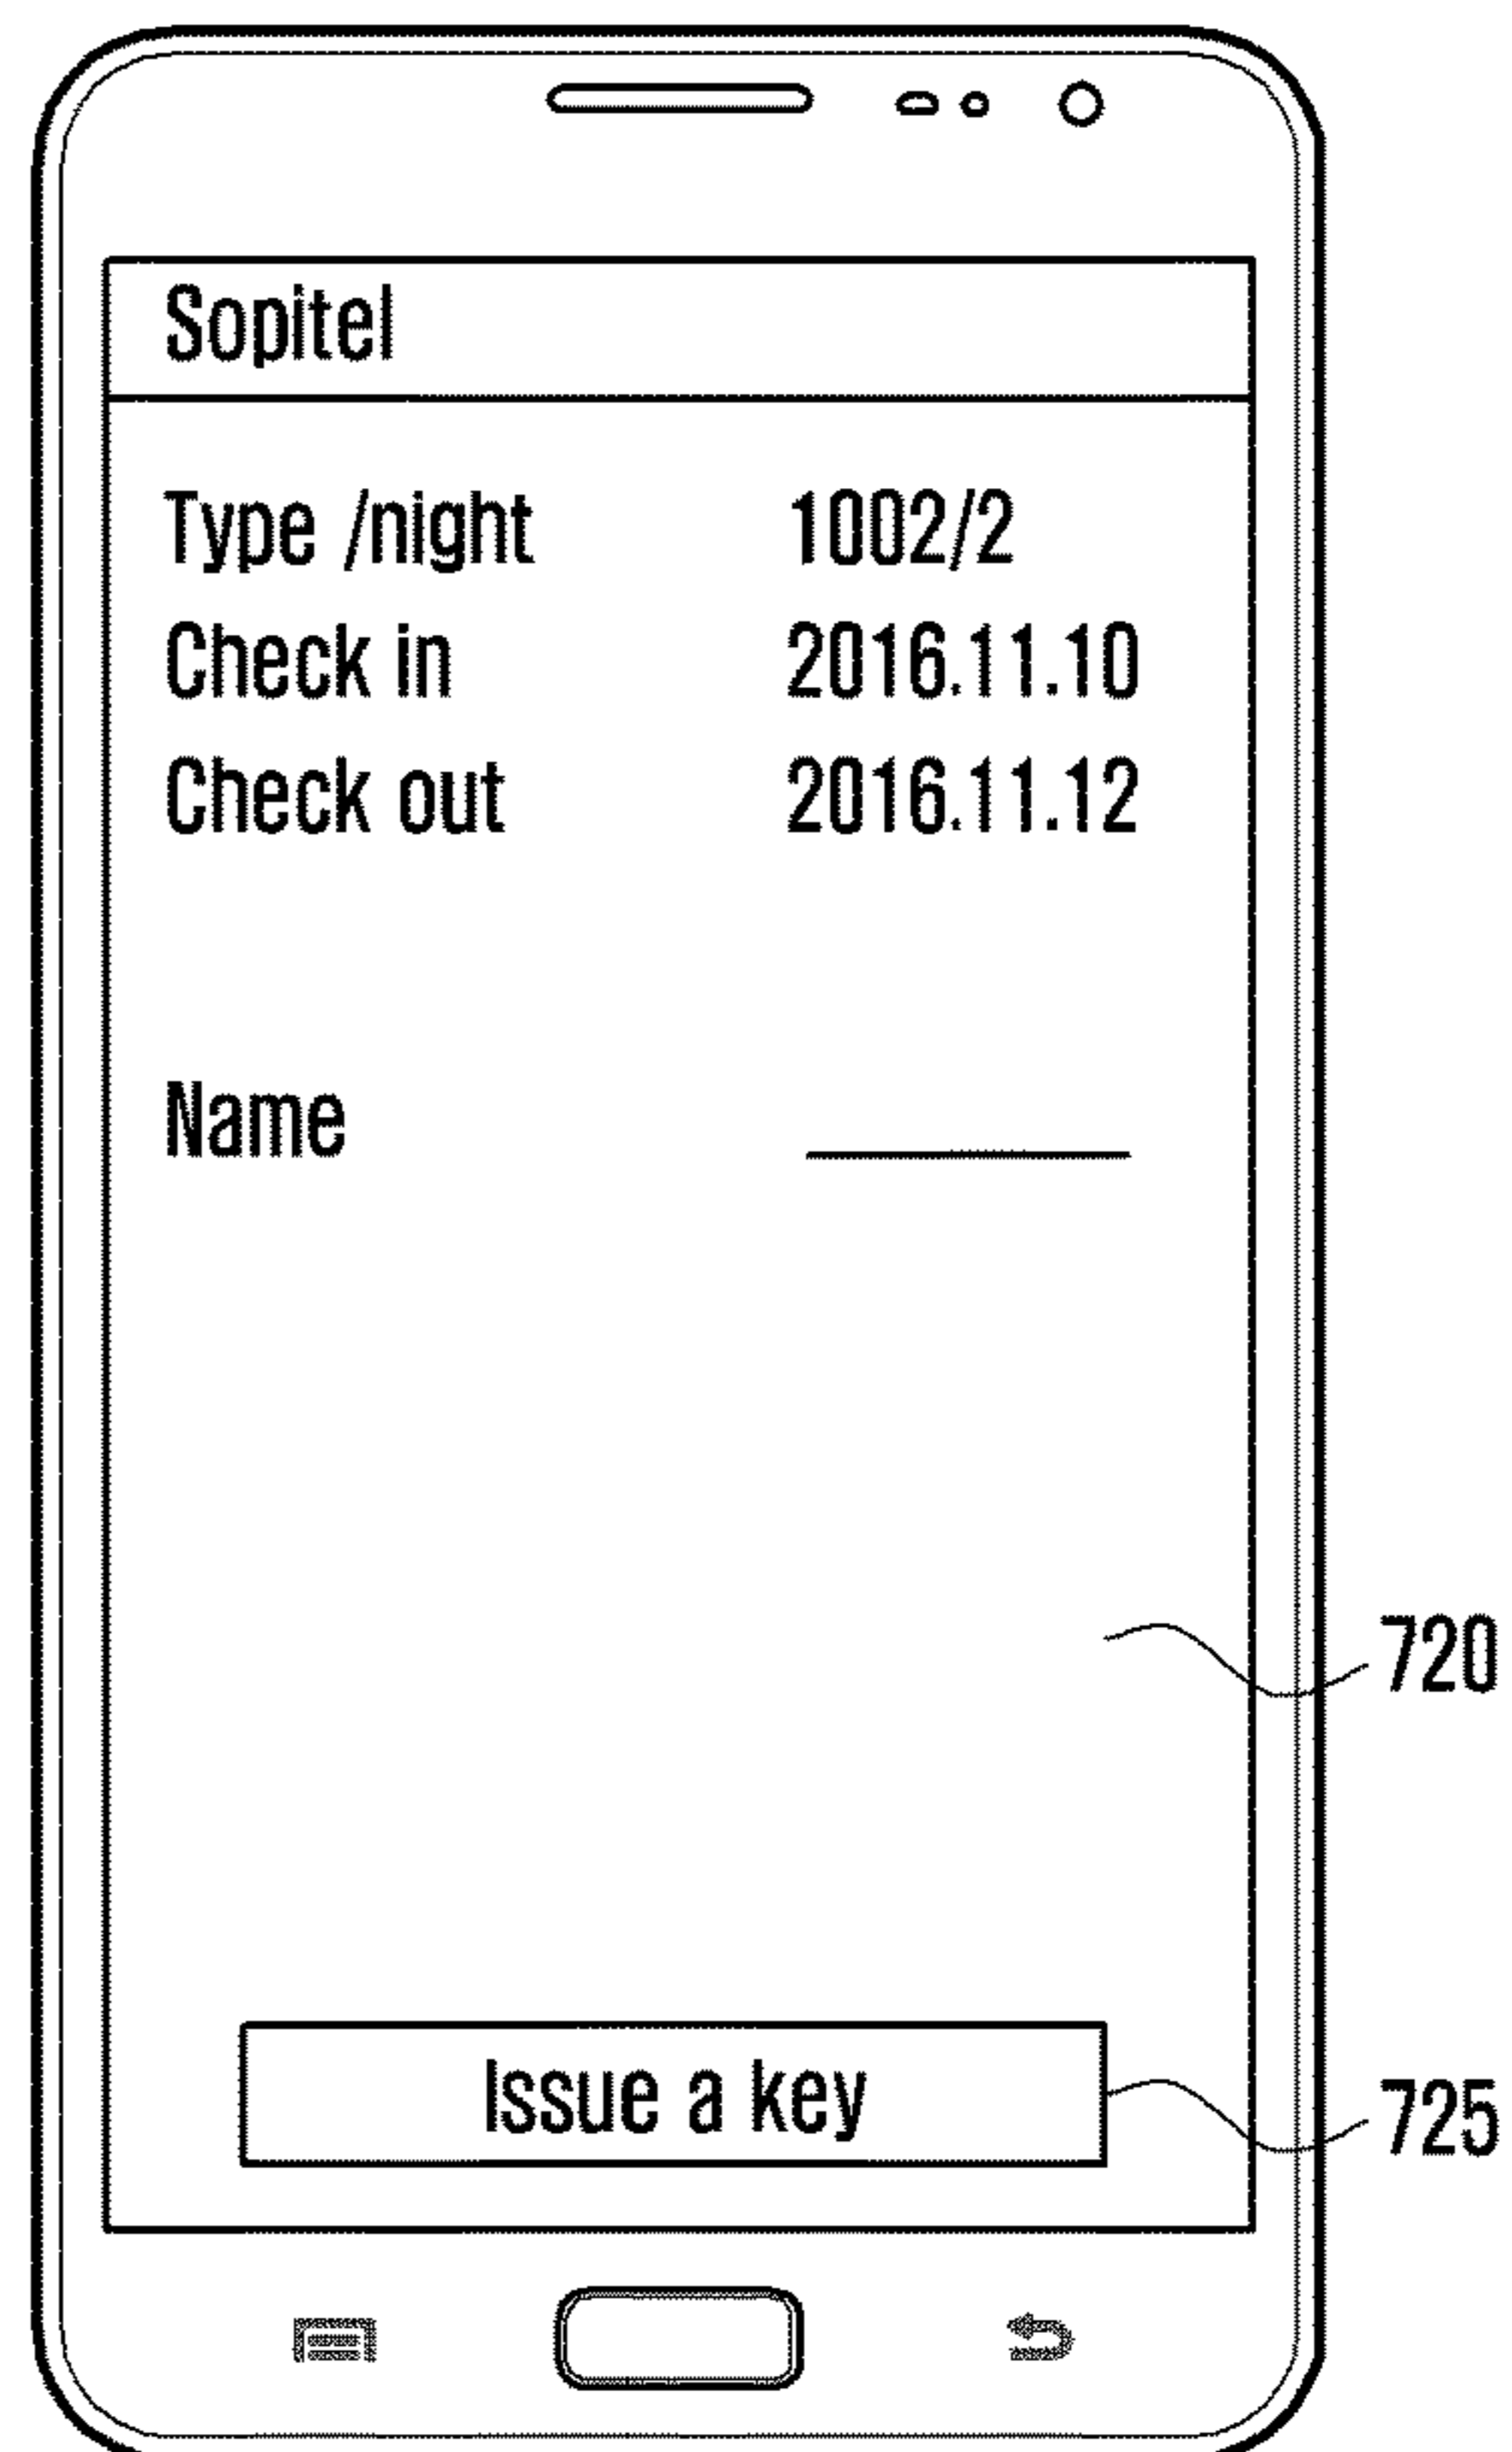 Sopitel
Type /night 1002/2
Check in 2016.11.10
Check out 2016.11.12
Name
720
Issue a key
725